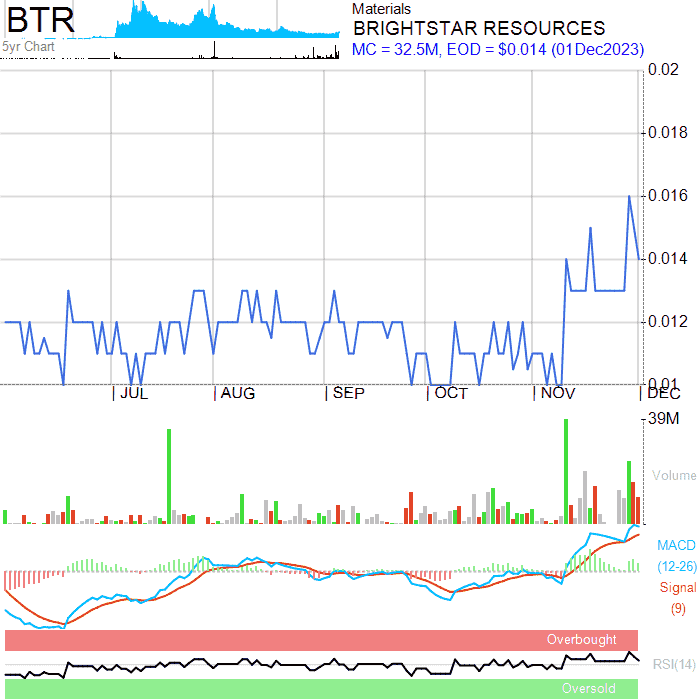 BTR
5yr Chart
Materials
BRIGHTSTAR RESOURCES
MC = 32.5M, EOD = $0.014 (01Dec2023)
0.02
0.018
0.016
0.014
0.012
0.01
JUL AUG SEP OCT NOV DEC
39M
Volume
MACD
(12-26)
Signal
(9)
Overbought
RSI(14)
Oversold